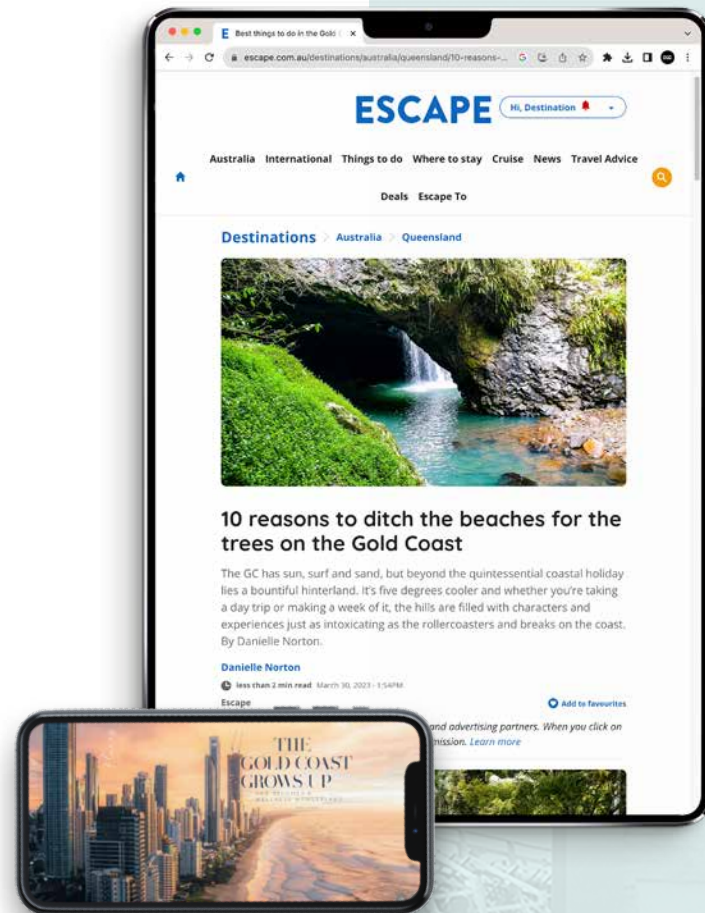 E Best things to do in the Gold
escape.com.au/destinations/australia/queensland/10-reasons-...
ESCAPE
Hi, Destination
Australia International Things to do Where to stay Cruise News Travel Advice
Deals Escape To
Destinations > Australia > Queensland
10 reasons to ditch the beaches for the
trees on the Gold Coast
The GC has sun, surf and sand, but beyond the quintessential coastal holiday
lies a bountiful hinterland. It's five degrees cooler and whether you're taking
a day trip or making a week of it, the hills are filled with characters and
experiences just as intoxicating as the rollercoasters and breaks on the coast.
By Danielle Norton.
Danielle Norton
less than 2 min read March 30, 2023 - 1:54PM
Escape
Add to favourites
and advertising partners. When you click on
mission. Learn more
THE
GOLD COAST
GROWS UP